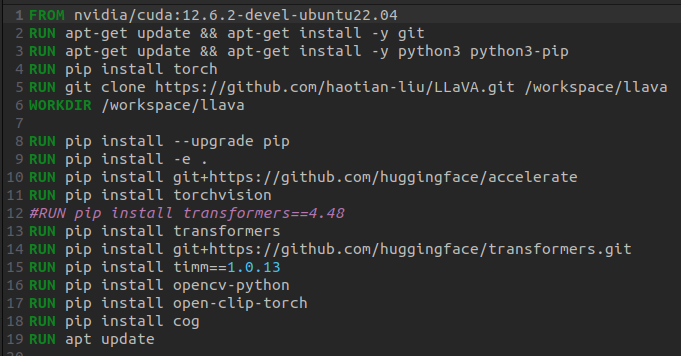 1 FROM nvidia/cuda:12.6.2-devel-ubuntu22.04
2 RUN apt-get update && apt-get install -y git
3 RUN apt-get update && apt-get install -y python3 python3-pip
4 RUN pip install torch
5 RUN git clone https://github.com/haotian-liu/LLaVA.git /workspace/llava
6 WORKDIR /workspace/llava
7
8 RUN pip install --upgrade pip
9 RUN pip install -e .
10 RUN pip install git+https://github.com/huggingface/accelerate
11 RUN pip install torchvision
12 #RUN pip install transformers==4.48
13 RUN pip install transformers
14 RUN pip install git+https://github.com/huggingface/transformers.git
15 RUN pip install timm==1.0.13
16 RUN pip install opencv-python
17 RUN pip install open-clip-torch
18 RUN pip install cog
19 RUN apt update